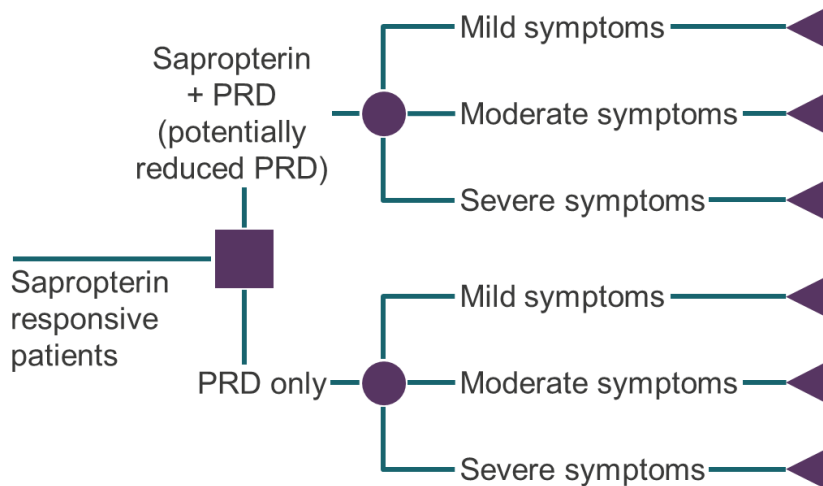 Sapropterin
+ PRD
(potentially
reduced PRD)
Mild symptoms
Moderate symptoms
Severe symptoms
Sapropterin
responsive
patients
PRD only
Mild symptoms
Moderate symptoms
Severe symptoms